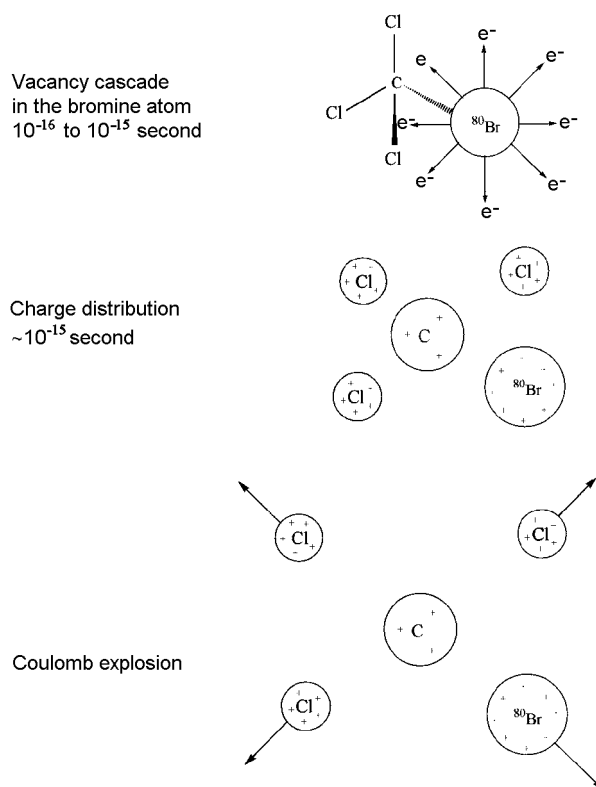 Cl
Vacancy cascade
in the bromine atom
10⁻¹⁶ to 10⁻¹⁵ second
e e⁻ e⁻
C
Cl e⁻ ⁸⁰Br e⁻
Cl
e⁻ e⁻ e⁻
Charge distribution
~10⁻¹⁵ second
Cl Cl
C
Cl ⁸⁰Br
Cl Cl
C
Coulomb explosion
Cl ⁸⁰Br